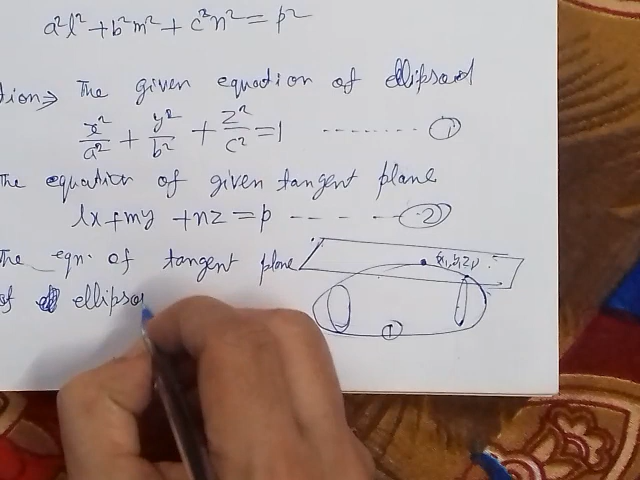 a²l² + b²m² + c²n² = p²
tion⇒ The given equation of ellipsoid
x²/a² + y²/b² + z²/c² = 1 -------- ①
The equation of given tangent plane
lx+my +nz = p ----- ②
The eqn. of tangent plane
(x₁,y₁,z₁)
of ellipso
①